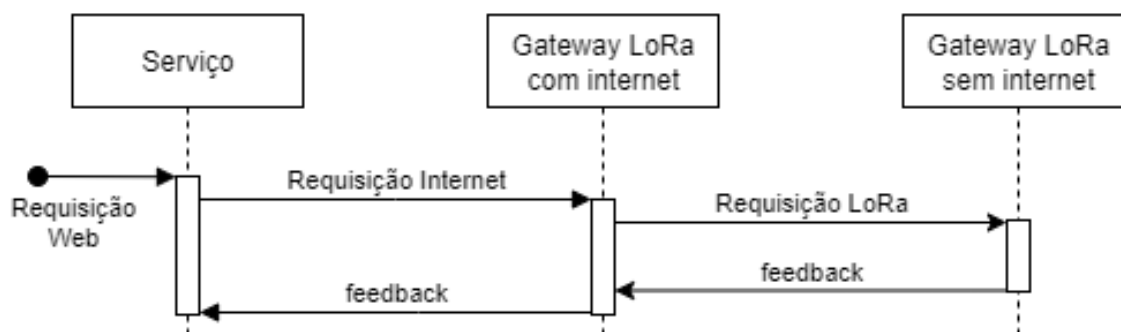 Serviço
Gateway LoRa
com internet
Gateway LoRa
sem internet
Requisição
Web
Requisição Internet
Requisição LoRa
feedback
feedback